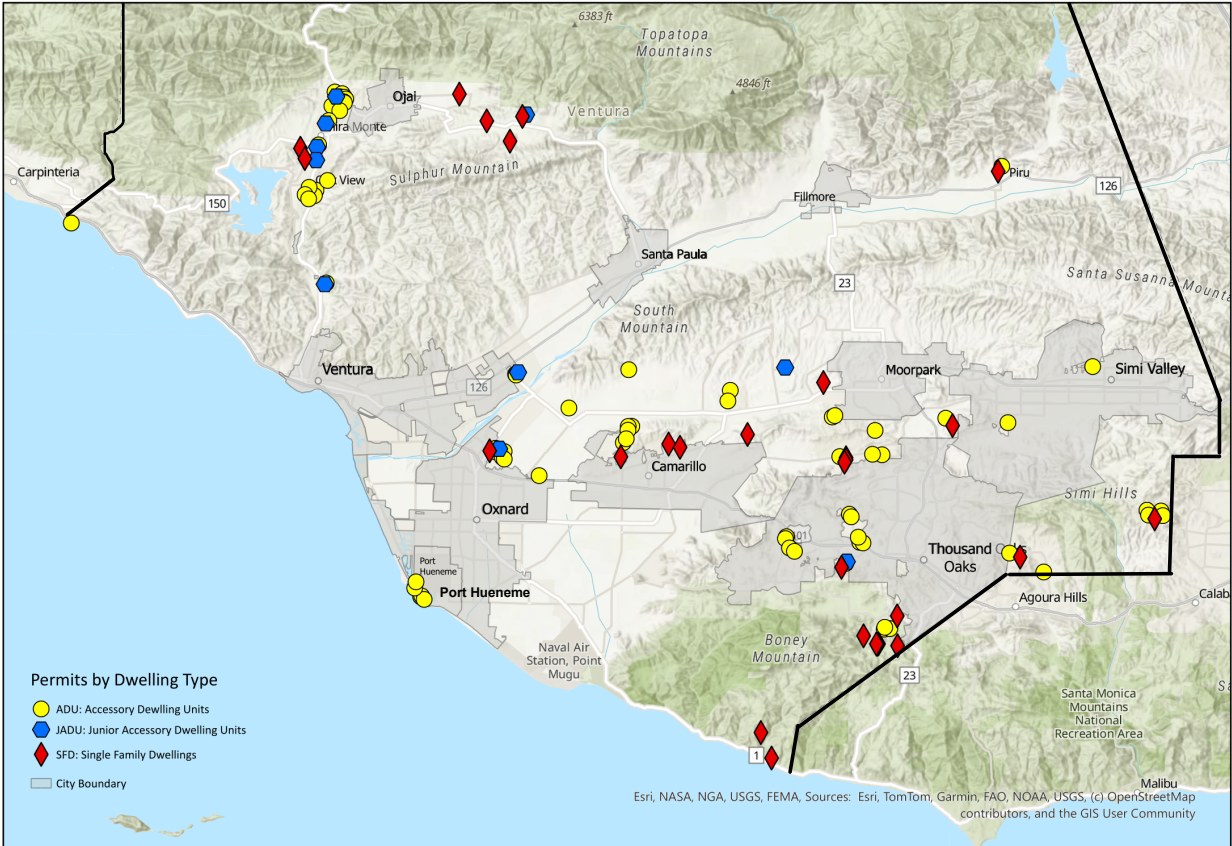 6383 ft
Topatopa
Mountains
4846 ft
Ojai
Ventura
Mira Monte
Carpinteria
Sulphur Mountain
View
150
Piru
126
Fillmore
Santa Paula
23
Santa Susanna Mount
South
Mountain
Ventura
126
Moorpark
Simi Valley
Camarillo
Simi Hills
Oxnard
101
Thousand Oaks
Port
Hueneme
Port Hueneme
Agoura Hills
Calab
Naval Air
Station, Point
Mugu
Boney
Mountain
23
Santa Monica
Mountains
National
Recreation Area
1
Malibu
Permits by Dwelling Type
ADU: Accessory Dewlling Units
JADU: Junior Accessory Dwelling Units
SFD: Single Family Dwellings
City Boundary
Esri, NASA, NGA, USGS, FEMA, Sources: Esri, TomTom, Garmin, FAO, NOAA, USGS, (c) OpenStreetMap
contributors, and the GIS User Community